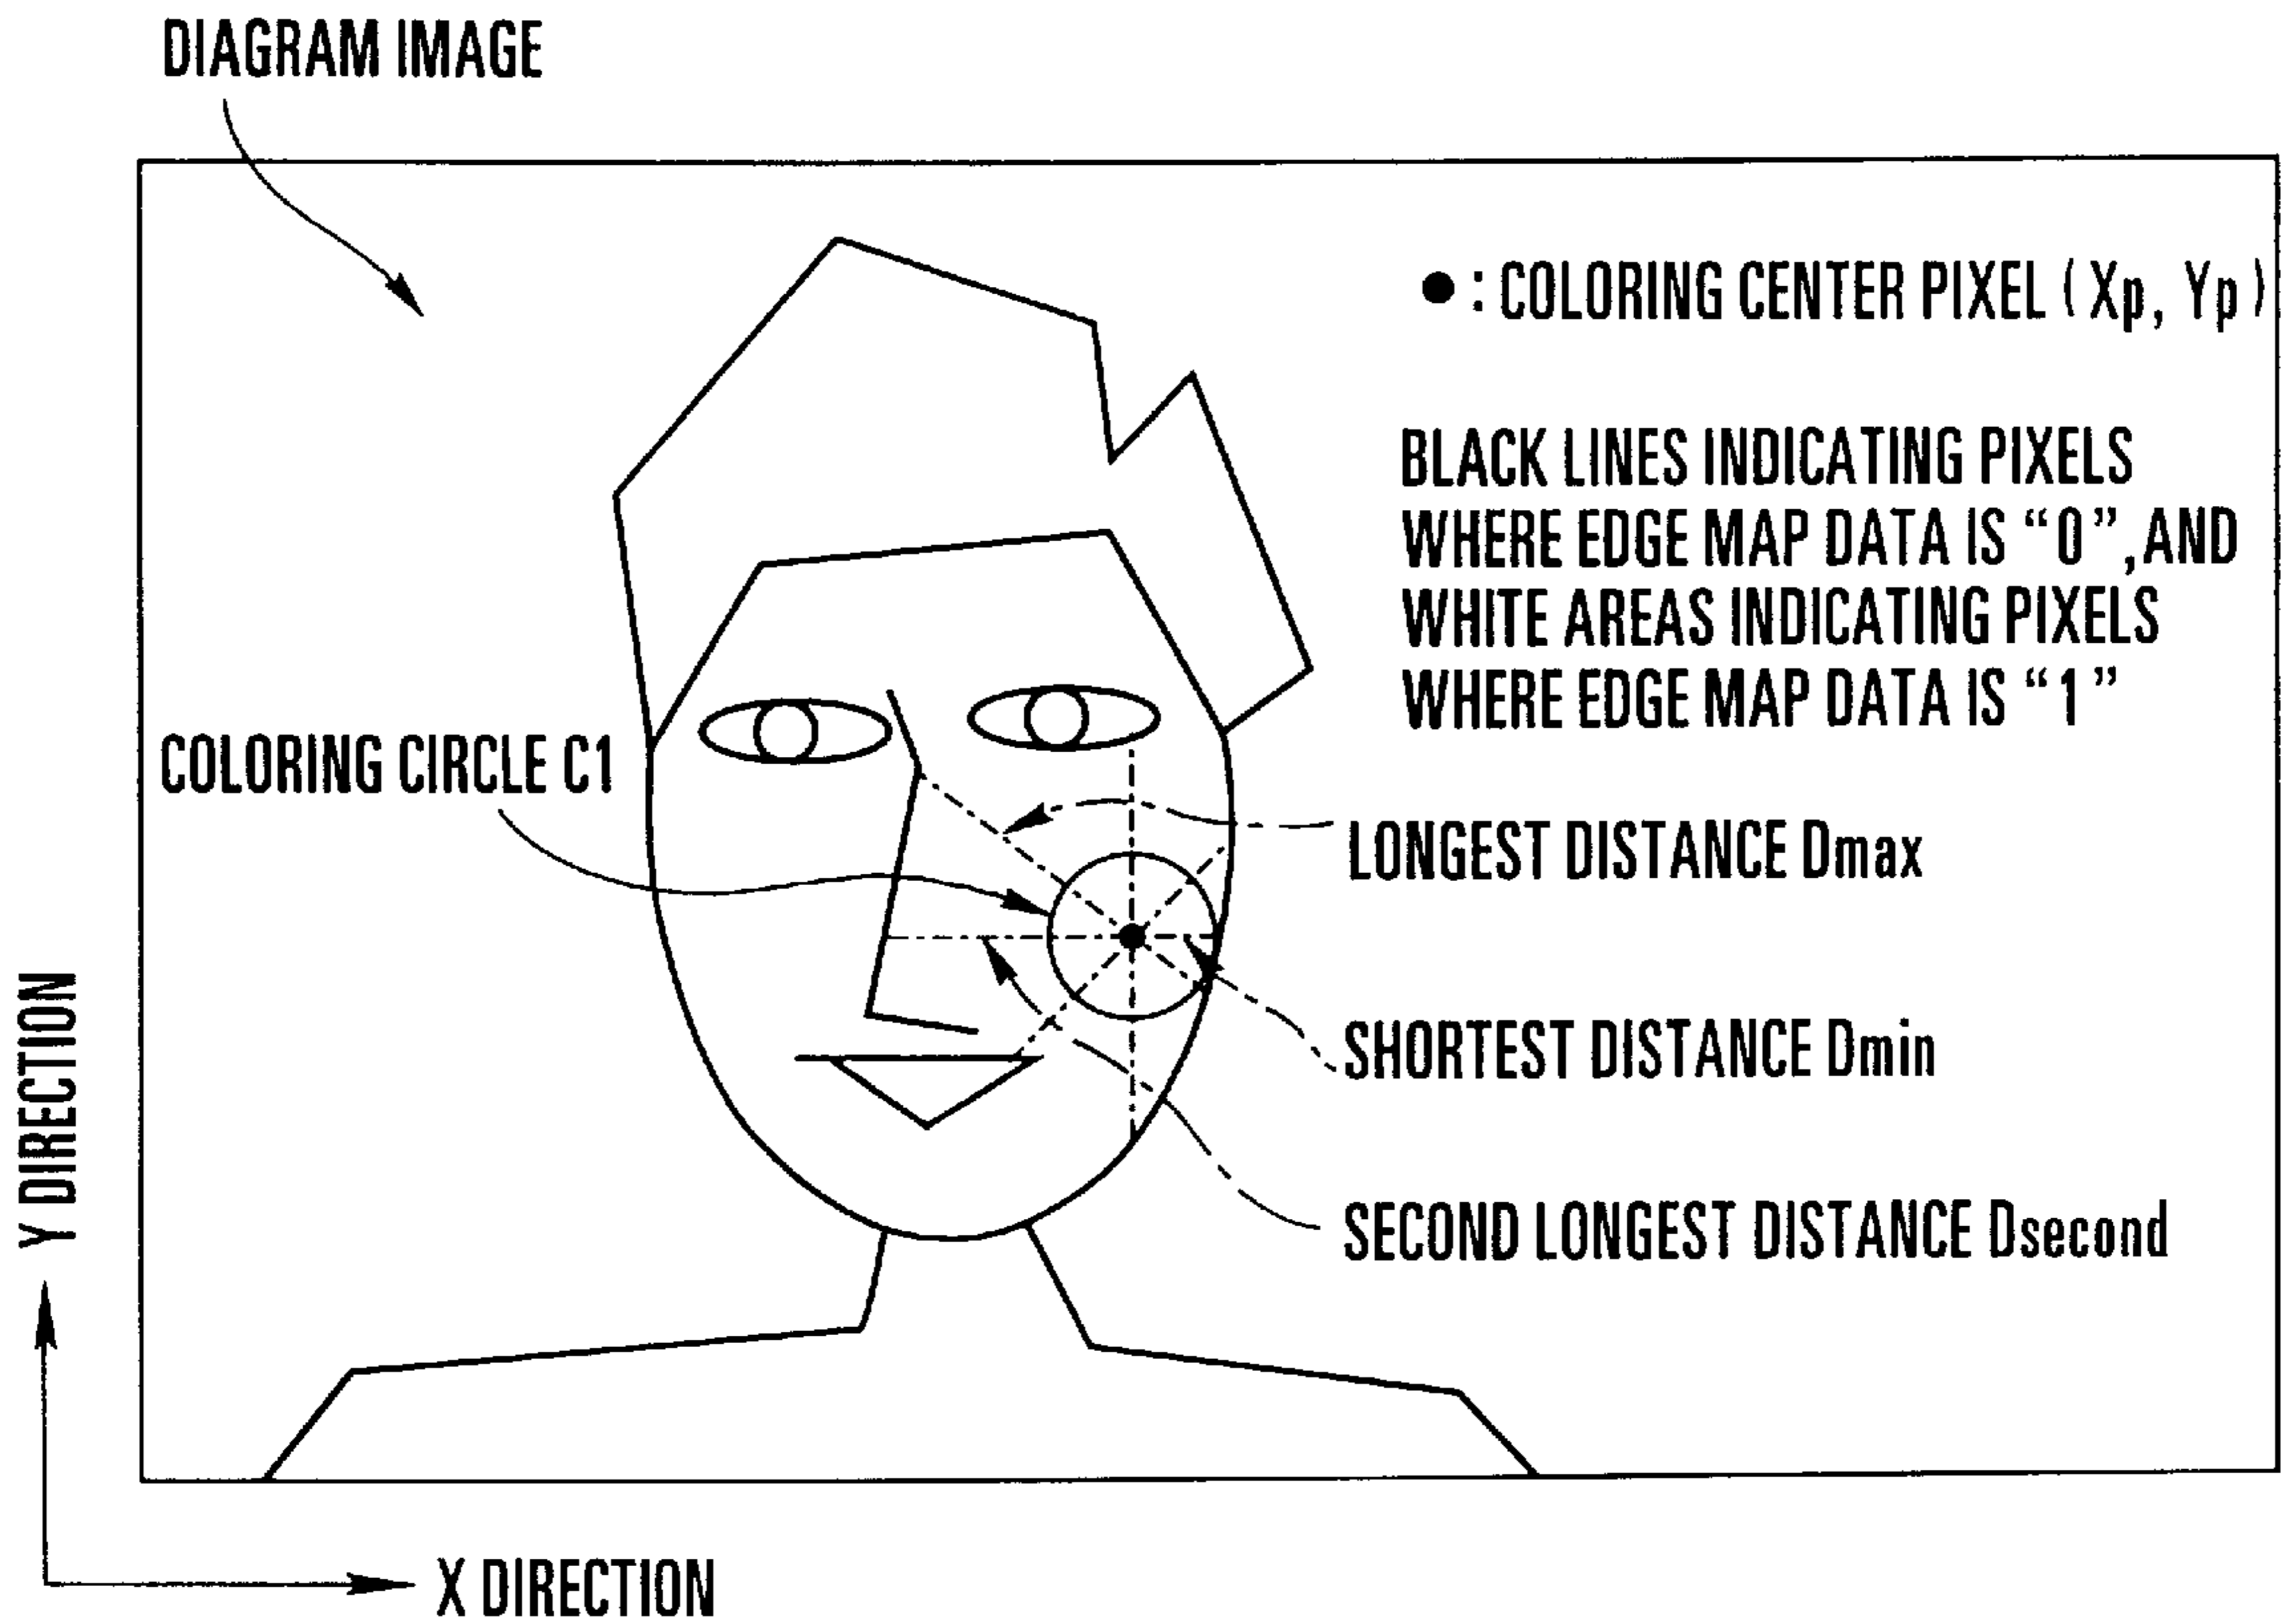 DIAGRAM IMAGE
● : COLORING CENTER PIXEL ( Xp, Yp )
BLACK LINES INDICATING PIXELS
WHERE EDGE MAP DATA IS “0”, AND
WHITE AREAS INDICATING PIXELS
WHERE EDGE MAP DATA IS “1”
COLORING CIRCLE C1
LONGEST DISTANCE Dmax
SHORTEST DISTANCE Dmin
SECOND LONGEST DISTANCE Dsecond
Y DIRECTION
X DIRECTION